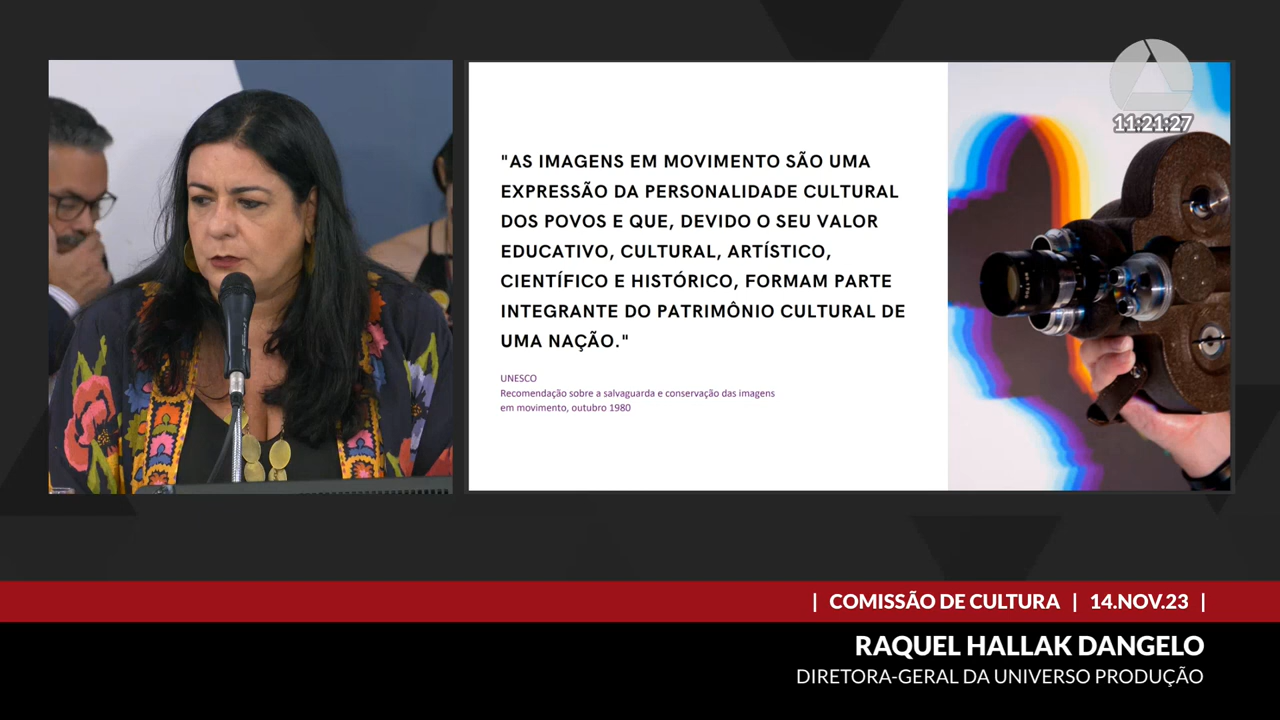 11:21:27
"AS IMAGENS EM MOVIMENTO SÃO UMA
EXPRESSÃO DA PERSONALIDADE CULTURAL
DOS POVOS E QUE, DEVIDO O SEU VALOR
EDUCATIVO, CULTURAL, ARTÍSTICO,
CIENTÍFICO E HISTÓRICO, FORMAM PARTE
INTEGRANTE DO PATRIMÔNIO CULTURAL DE
UMA NAÇÃO."
UNESCO
Recomendação sobre a salvaguarda e conservação das imagens
em movimento, outubro 1980
| COMISSÃO DE CULTURA | 14.NOV.23 |
RAQUEL HALLAK DANGELO
DIRETORA-GERAL DA UNIVERSO PRODUÇÃO